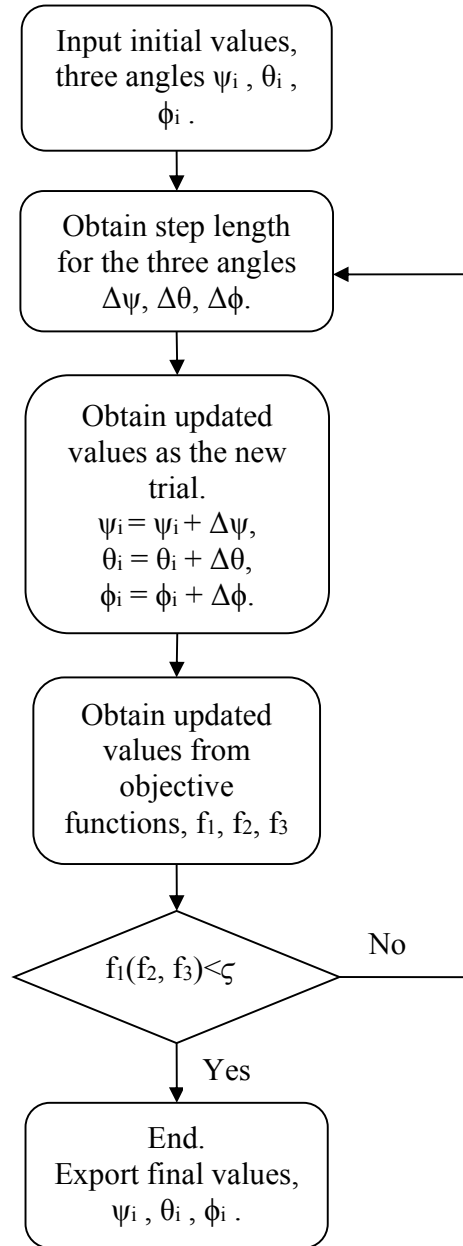 Input initial values,
three angles ψᵢ , θᵢ ,
ϕᵢ .
Obtain step length
for the three angles
Δψ, Δθ, Δϕ.
Obtain updated
values as the new
trial.
ψᵢ = ψᵢ + Δψ,
θᵢ = θᵢ + Δθ,
ϕᵢ = ϕᵢ + Δϕ.
Obtain updated
values from
objective
functions, f₁, f₂, f₃
f₁(f₂, f₃)<ς
No
Yes
End.
Export final values,
ψᵢ , θᵢ , ϕᵢ .